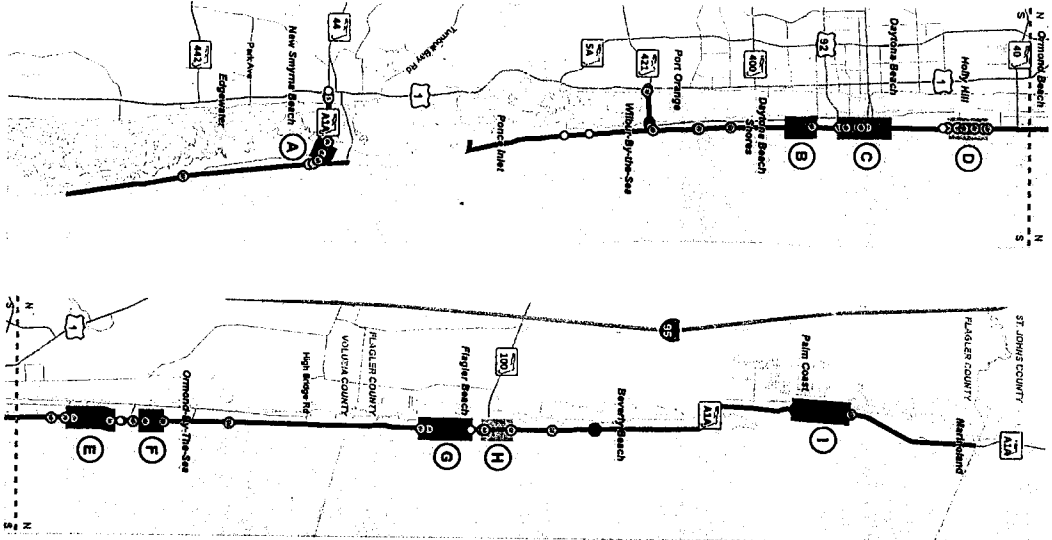 44
442
New Smyrna Beach
Park Ave
Edgewater
Turnbull Bay Rd
1
A1A
A
5A
421
Port Orange
Ponce Inlet
Wilbur-By-the-Sea
400
Daytona Beach
Shores
92
Daytona Beach
Holly Hill
1
40
Ormond Beach
N
S
B
C
D
N
S
N
S
1
E
F
Ormond-By-The-Sea
High Bridge Rd
VOLUSIA COUNTY
FLAGLER COUNTY
Flagler Beach
100
G
H
Beverly Beach
95
A1A
Palm Coast
I
FLAGLER COUNTY
ST. JOHNS COUNTY
Marineland
A1A
N
S